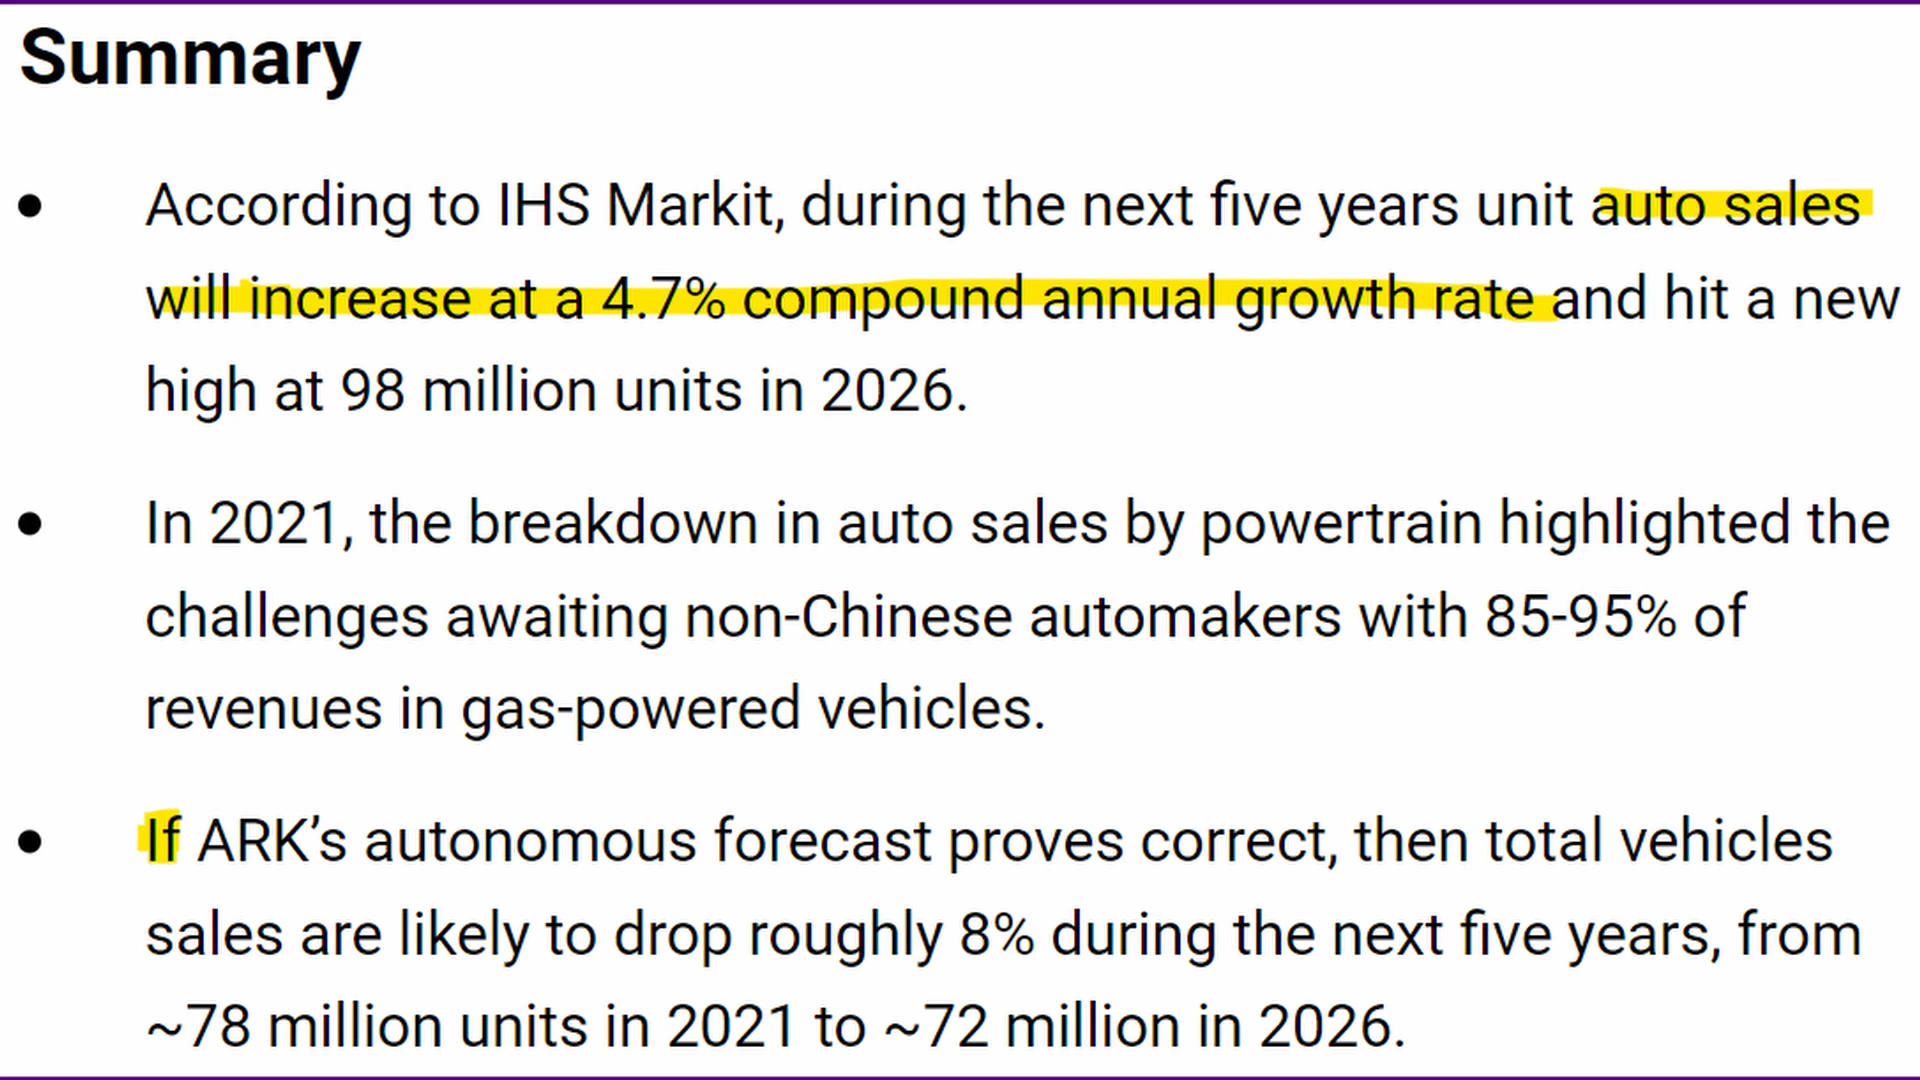 Summary
• According to IHS Markit, during the next five years unit auto sales
will increase at a 4.7% compound annual growth rate and hit a new
high at 98 million units in 2026.
• In 2021, the breakdown in auto sales by powertrain highlighted the
challenges awaiting non-Chinese automakers with 85-95% of
revenues in gas-powered vehicles.
• If ARK’s autonomous forecast proves correct, then total vehicles
sales are likely to drop roughly 8% during the next five years, from
~78 million units in 2021 to ~72 million in 2026.